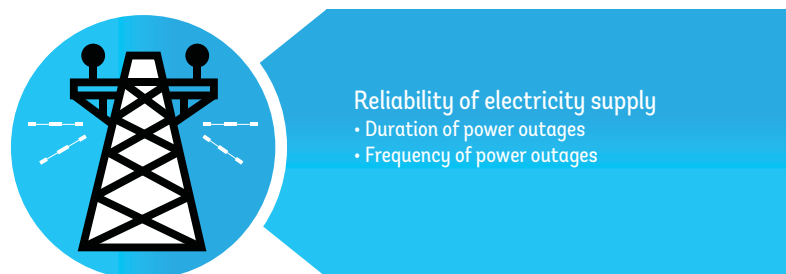 Reliability of electricity supply
• Duration of power outages
• Frequency of power outages